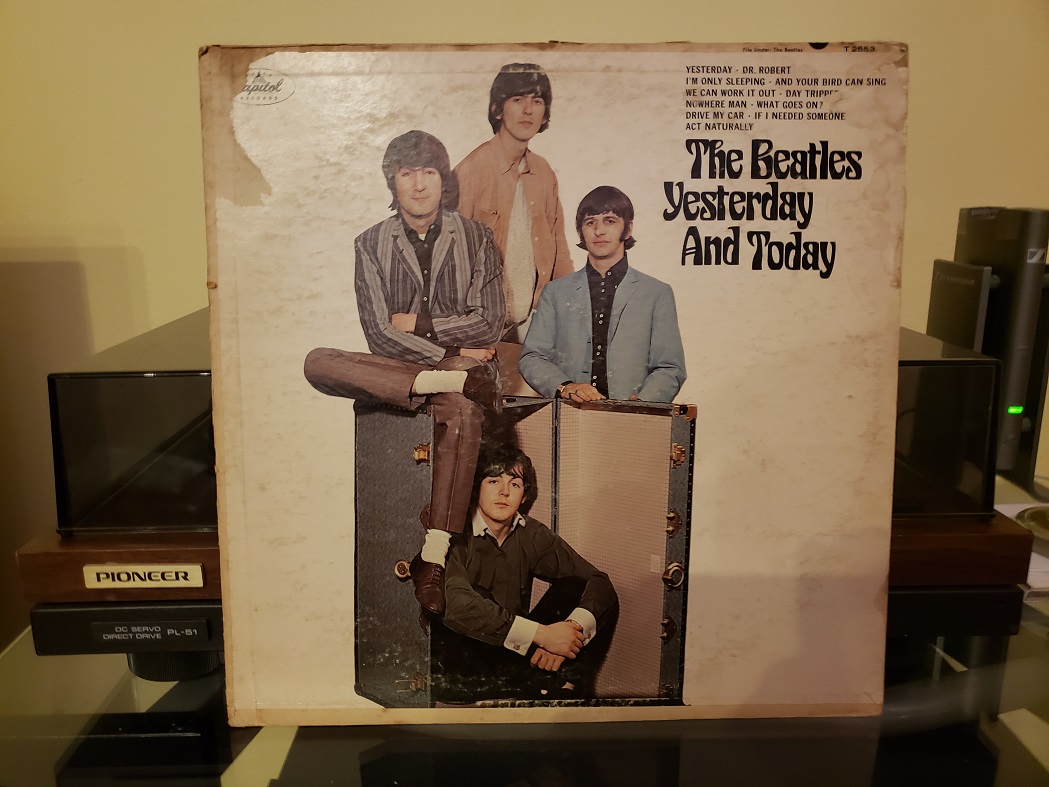 File Under: The Beatles T 2553
Capitol
RECORDS
YESTERDAY - DR. ROBERT
I'M ONLY SLEEPING - AND YOUR BIRD CAN SING
WE CAN WORK IT OUT - DAY TRIPPER
NOWHERE MAN - WHAT GOES ON?
DRIVE MY CAR - IF I NEEDED SOMEONE
ACT NATURALLY
The Beatles
Yesterday
And Today
PIONEER
DC SERVO
DIRECT DRIVE PL-51